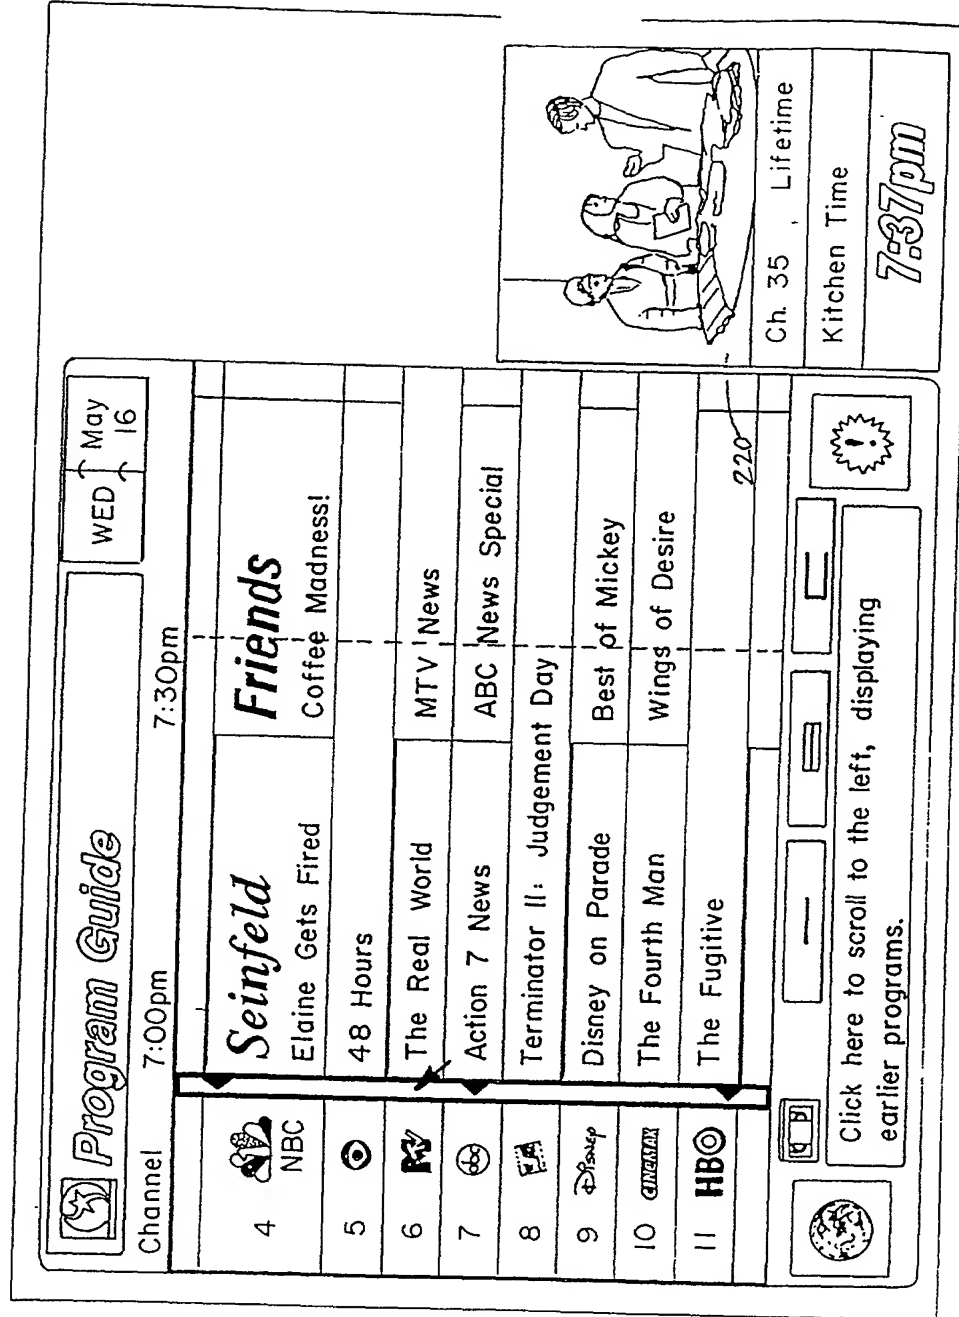 Program Guide
WED May 16
Channel 7:00pm 7:30pm
4 NBC Seinfeld Friends
Elaine Gets Fired Coffee Madness!
5 48 Hours
6 The Real World MTV News
7 abc Action 7 News ABC News Special
8 Terminator II: Judgement Day
9 Disney Disney on Parade Best of Mickey
10 CINEMAX The Fourth Man Wings of Desire
11 HBO The Fugitive
220
!
Click here to scroll to the left, displaying
earlier programs.
Ch. 35 Lifetime
Kitchen Time
7:37pm